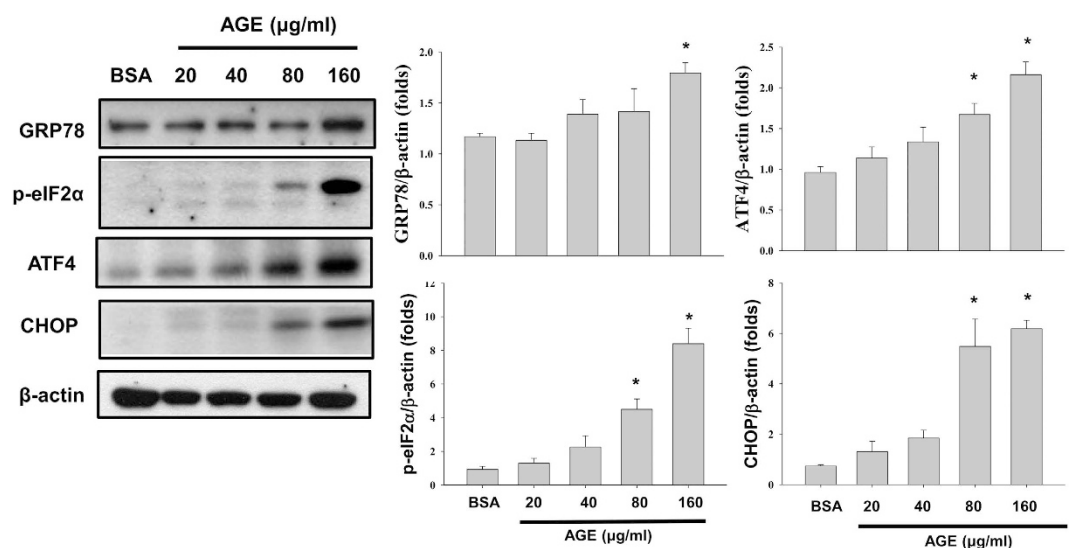 AGE (μg/ml)
BSA 20 40 80 160
GRP78
p-eIF2α
ATF4
CHOP
β-actin
GRP78/β-actin (folds)
2.0
1.5
1.0
0.5
0.0
*
ATF4/β-actin (folds)
2.5
2.0
1.5
1.0
0.5
0.0
* *
p-eIF2α/β-actin (folds)
12
10
8
6
4
2
0
* *
BSA 20 40 80 160
AGE (μg/ml)
CHOP/β-actin (folds)
8
6
4
2
0
* *
BSA 20 40 80 160
AGE (μg/ml)